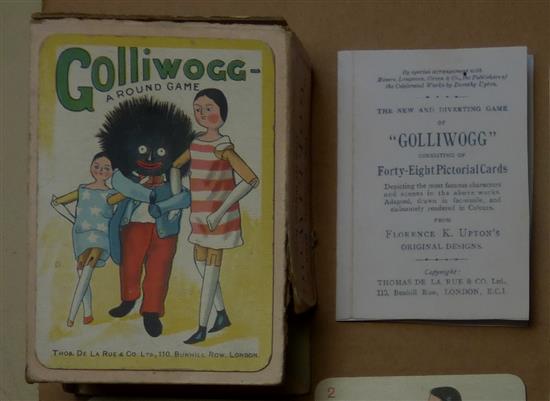 Golliwogg-
A ROUND GAME
THOS. DE LA RUE & CO. LTD., 110, BUNHILL ROW, LONDON.
By special arrangement with
Messrs. Longmans, Green & Co., the Publishers of
the Celebrated Works by Dorothy Upton.
THE NEW AND DIVERTING GAME
OF
"GOLLIWOGG"
CONSISTING OF
Forty-Eight Pictorial Cards
Depicting the most famous characters
and scenes in the above works.
Adapted, drawn in facsimile, and
elaborately rendered in Colours.
FROM
FLORENCE K. UPTON'S
ORIGINAL DESIGNS.
Copyright:
THOMAS DE LA RUE & CO. Ltd.,
110, Bunhill Row, LONDON, E.C.1
2